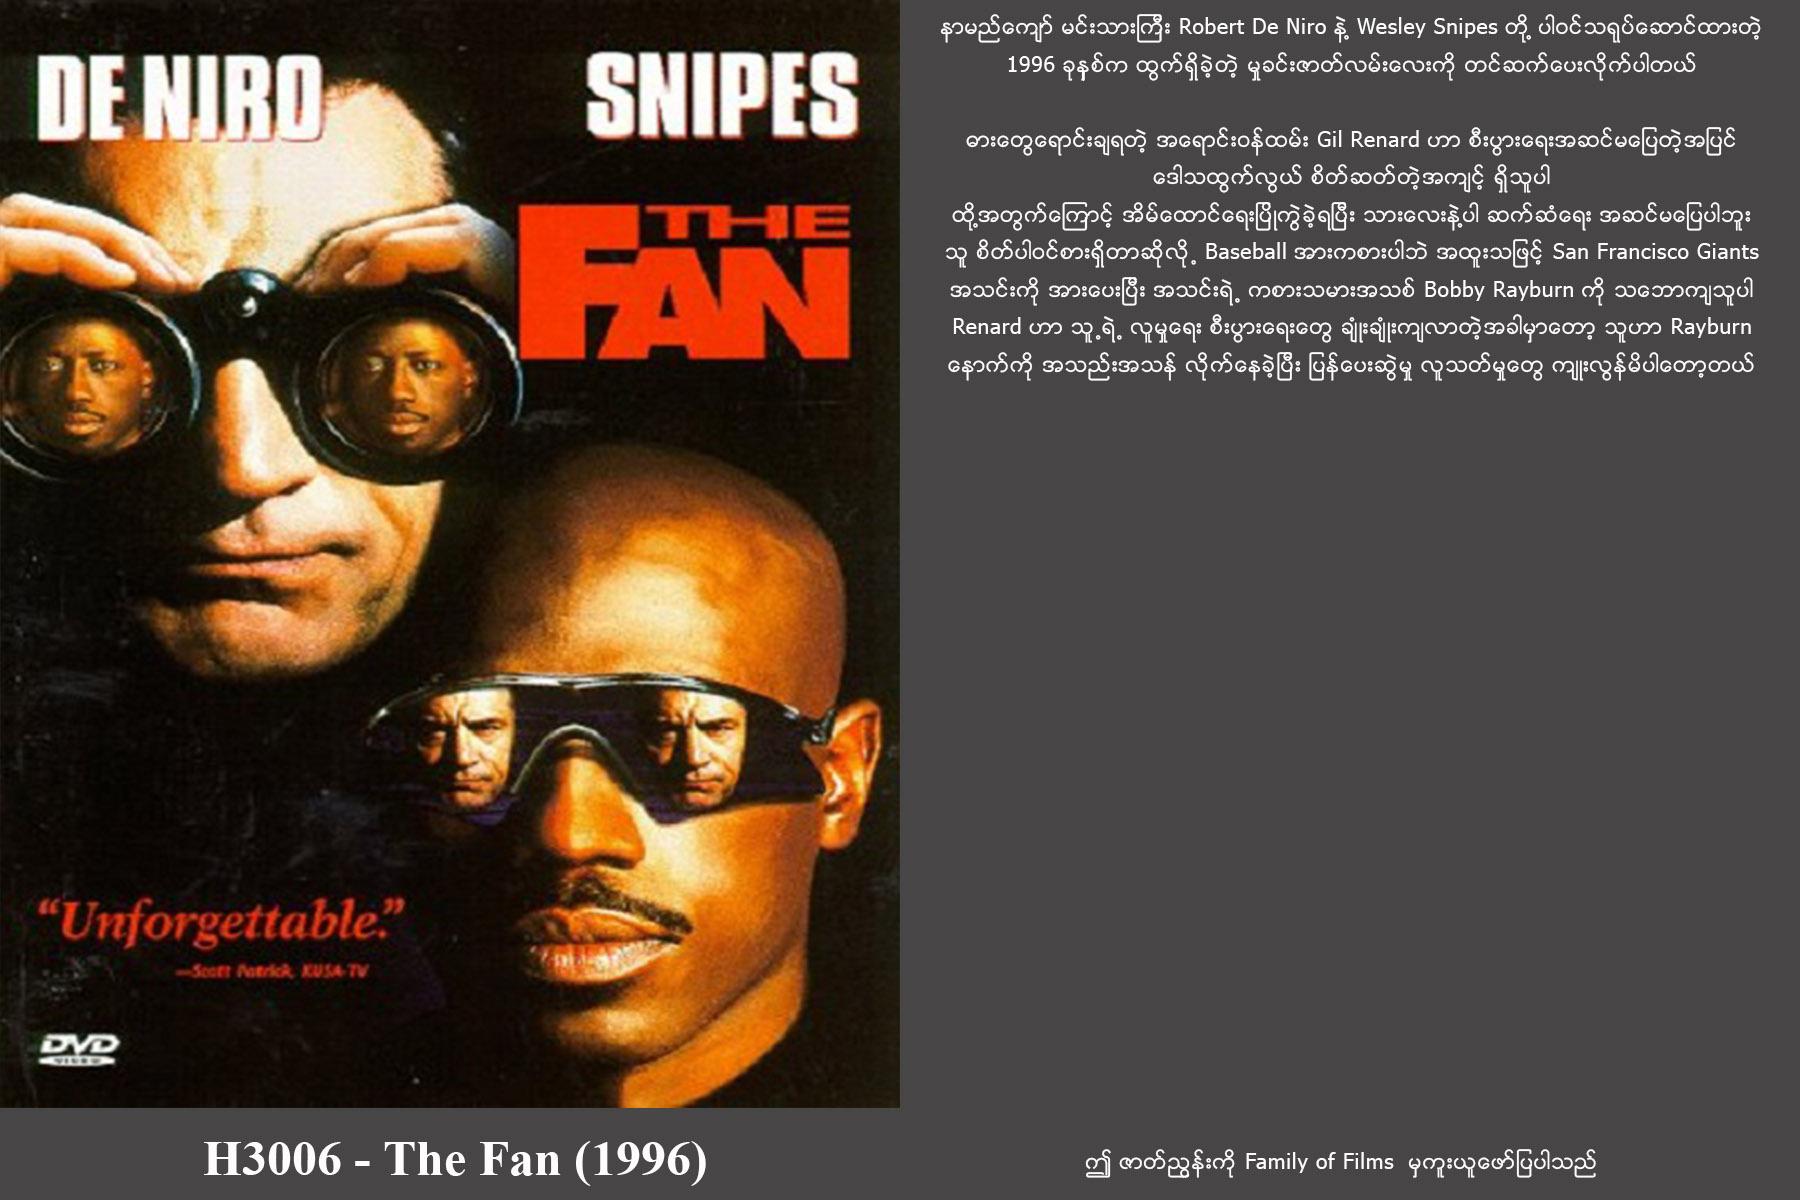 DE NIRO
SNIPES
THE
FAN
"Unforgettable."
—Scott Patrick, KUSA-TV
DVD
VIDEO
H3006 - The Fan (1996)
နာမည်ကျော် မင်းသားကြီး Robert De Niro နဲ့ Wesley Snipes တို့ ပါဝင်သရုပ်ဆောင်ထားတဲ့
1996 ခုနှစ်က ထွက်ရှိခဲ့တဲ့ မှုခင်းဇာတ်လမ်းလေးကို တင်ဆက်ပေးလိုက်ပါတယ်
ဓားတွေရောင်းချရတဲ့ အရောင်းဝန်ထမ်း Gil Renard ဟာ စီးပွားရေးအဆင်မပြေတဲ့အပြင်
ဒေါသထွက်လွယ် စိတ်ဆတ်တဲ့အကျင့် ရှိသူပါ
ထို့အတွက်ကြောင့် အိမ်ထောင်ရေးပြိုကွဲခဲ့ရပြီး သားလေးနဲ့ပါ ဆက်ဆံရေး အဆင်မပြေပါဘူး
သူ စိတ်ပါဝင်စားရှိတာဆိုလို့ Baseball အားကစားပါဘဲ အထူးသဖြင့် San Francisco Giants
အသင်းကို အားပေးပြီး အသင်းရဲ့ ကစားသမားအသစ် Bobby Rayburn ကို သဘောကျသူပါ
Renard ဟာ သူ့ရဲ့ လူမှုရေး စီးပွားရေးတွေ ချုံးချုံးကျလာတဲ့အခါမှာတော့ သူဟာ Rayburn
နောက်ကို အသည်းအသန် လိုက်နေခဲ့ပြီး ပြန်ပေးဆွဲမှု လူသတ်မှုတွေ ကျူးလွန်မိပါတော့တယ်
ဤ ဇာတ်ညွှန်းကို Family of Films မှကူးယူဖော်ပြပါသည်